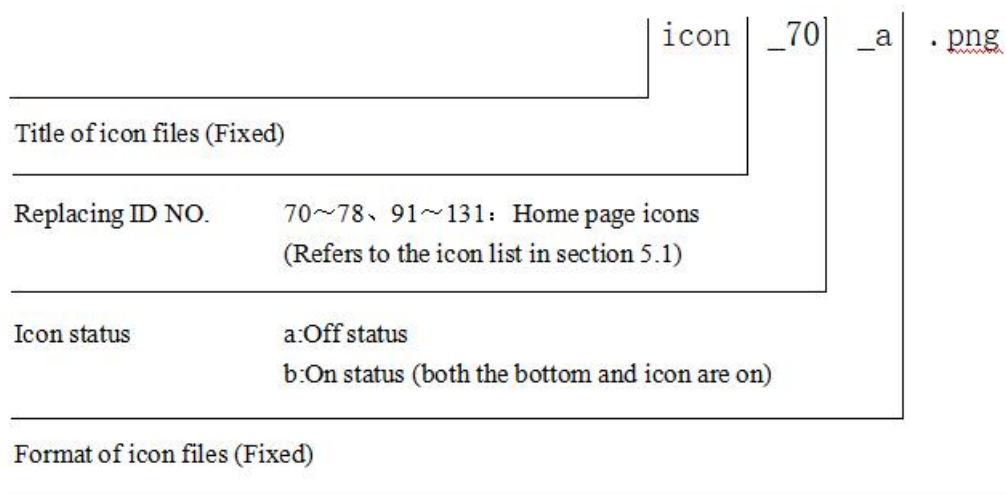 icon _70 _a .png
Title of icon files (Fixed)
Replacing ID NO. 70～78、91～131：Home page icons
(Refers to the icon list in section 5.1)
Icon status a:Off status
b:On status (both the bottom and icon are on)
Format of icon files (Fixed)